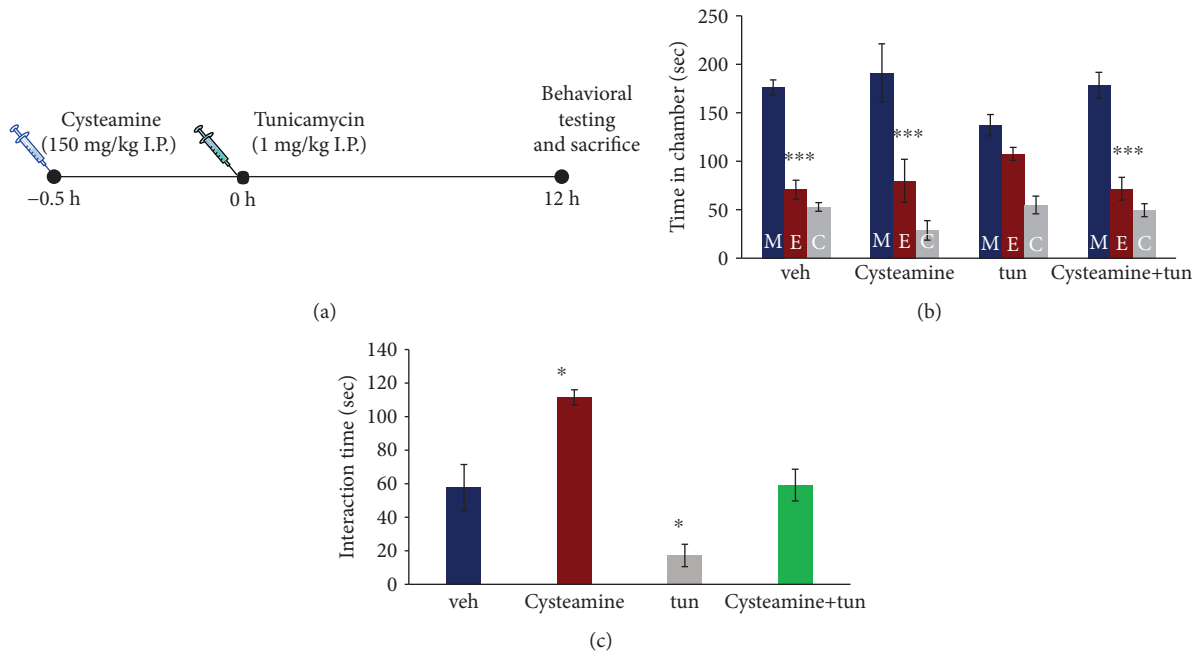 Cysteamine
(150 mg/kg I.P.)
Tunicamycin
(1 mg/kg I.P.)
Behavioral
testing
and sacrifice
−0.5 h
0 h
12 h
(a)
Time in chamber (sec)
250
200
150
100
50
0
***
***
***
M E C
M E C
M E C
M E C
veh
Cysteamine
tun
Cysteamine+tun
(b)
Interaction time (sec)
140
120
100
80
60
40
20
0
*
*
veh
Cysteamine
tun
Cysteamine+tun
(c)